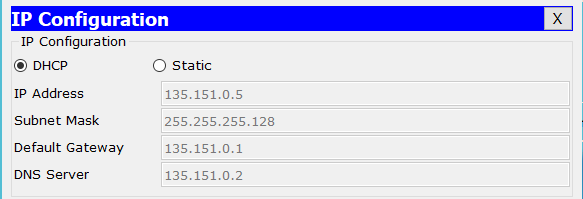 IP Configuration X
IP Configuration
DHCP Static
IP Address 135.151.0.5
Subnet Mask 255.255.255.128
Default Gateway 135.151.0.1
DNS Server 135.151.0.2